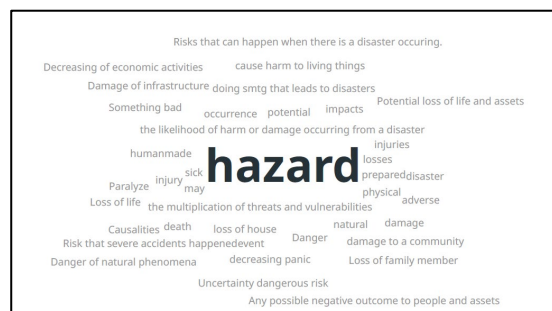 Risks that can happen when there is a disaster occuring.
Decreasing of economic activities
cause harm to living things
Damage of infrastructure
doing smtg that leads to disasters
Something bad
occurrence
potential
impacts
Potential loss of life and assets
the likelihood of harm or damage occurring from a disaster
humanmade
injuries
losses
hazard
sick
injury
may
Paralyze
prepared
disaster
physical
adverse
Loss of life
the multiplication of threats and vulnerabilities
Causalities
death
loss of house
natural
damage
Risk that severe accidents happened
event
Danger
damage to a community
Danger of natural phenomena
decreasing panic
Loss of family member
Uncertainty dangerous risk
Any possible negative outcome to people and assets